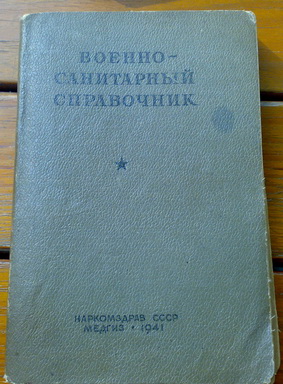 ВОЕННО-
САНИТАРНЫЙ
СПРАВОЧНИК
НАРКОМЗДРАВ СССР
МЕДГИЗ • 1941